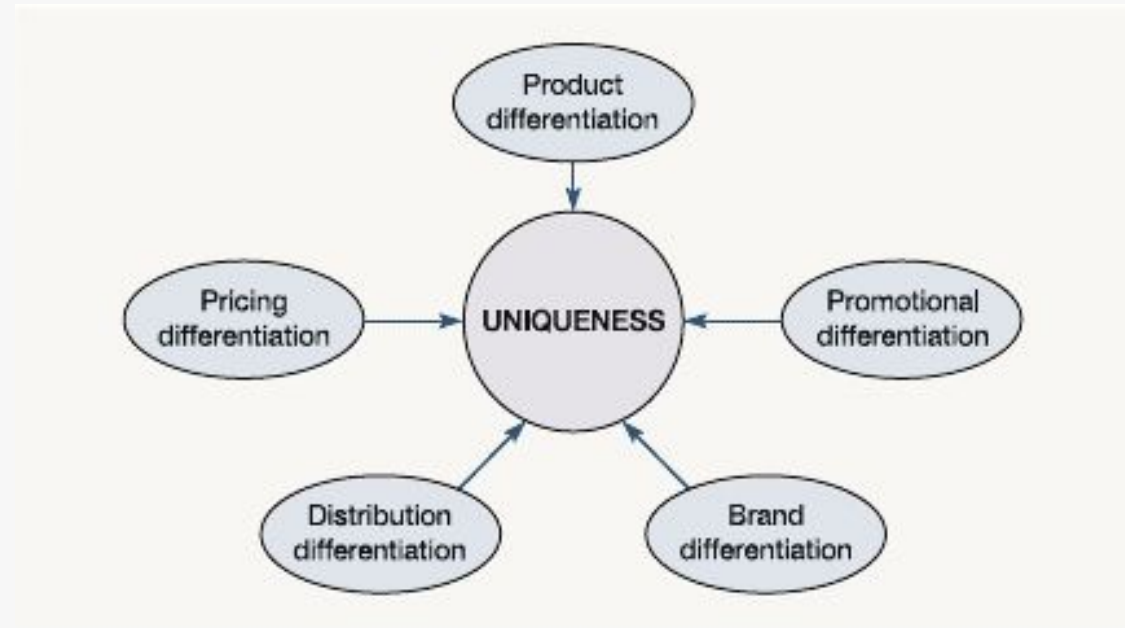 Product
differentiation
Pricing
differentiation
UNIQUENESS
Promotional
differentiation
Distribution
differentiation
Brand
differentiation